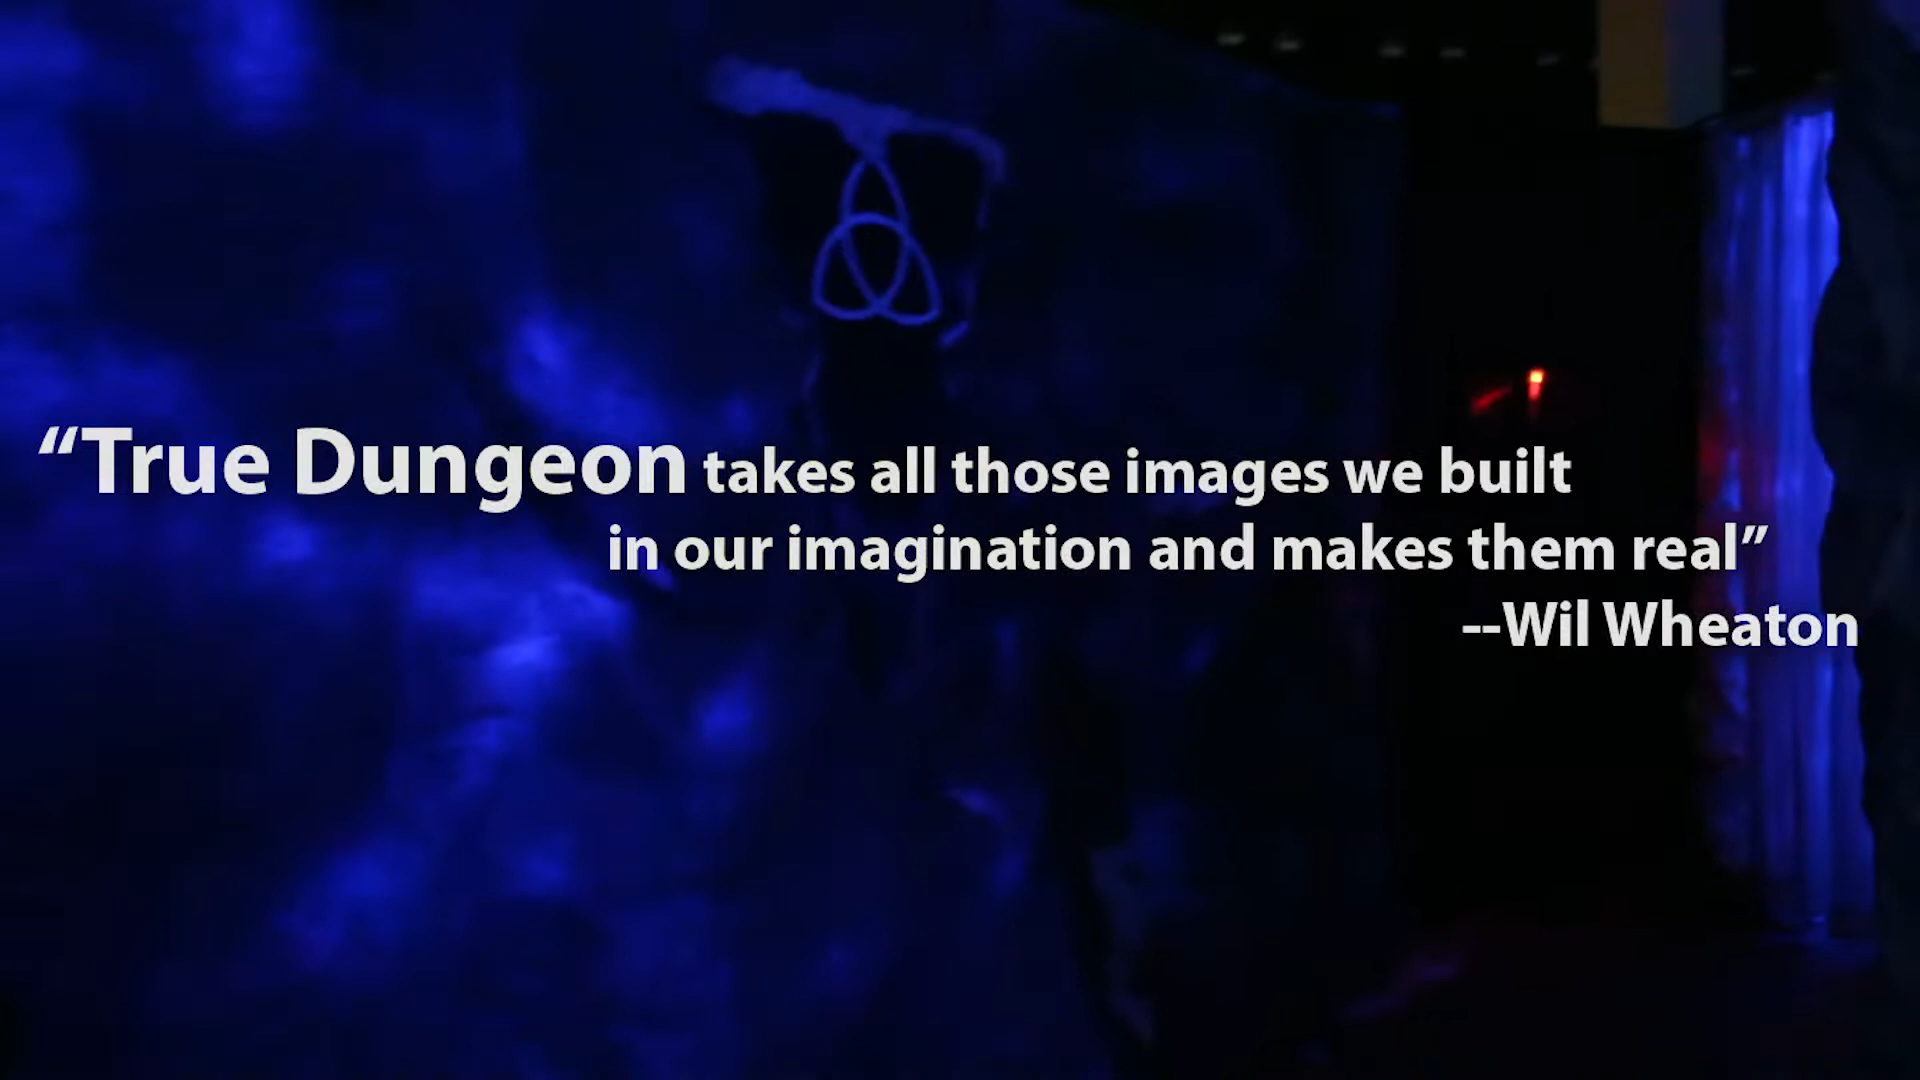 “True Dungeon takes all those images we built
in our imagination and makes them real”
--Wil Wheaton